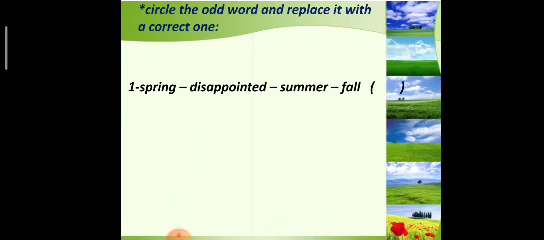 *circle the odd word and replace it with
a correct one:
1-spring – disappointed – summer – fall ( )